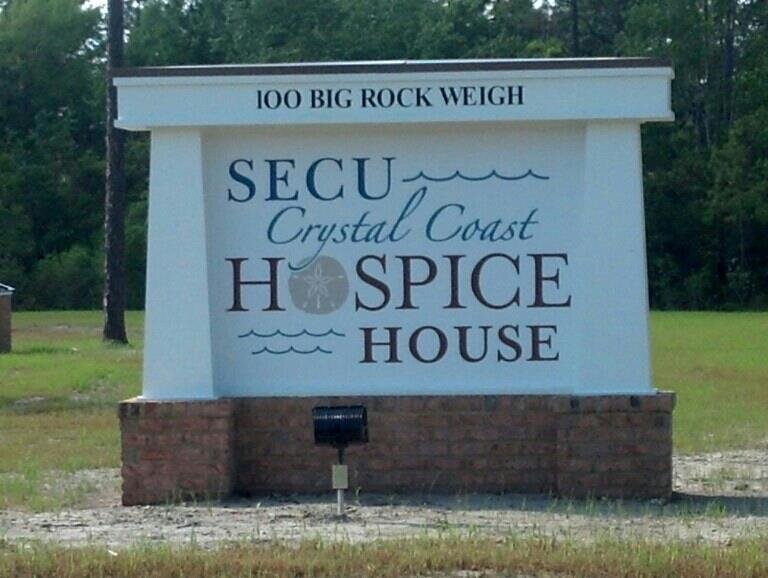 100 BIG ROCK WEIGH
SECU
Crystal Coast
HOSPICE
HOUSE